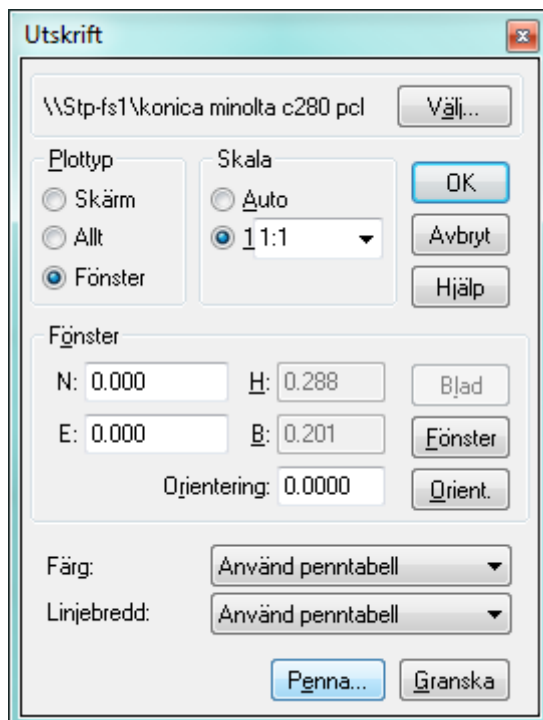 Utskrift
\\Stp-fs1\konica minolta c280 pcl Välj...
Plottyp
Skärm
Allt
Fönster
Skala
Auto
1 1:1
OK
Avbryt
Hjälp
Fönster
N: 0.000 H: 0.288 Blad
E: 0.000 B: 0.201 Fönster
Orientering: 0.0000 Orient.
Färg: Använd penntabell
Linjebredd: Använd penntabell
Penna... Granska